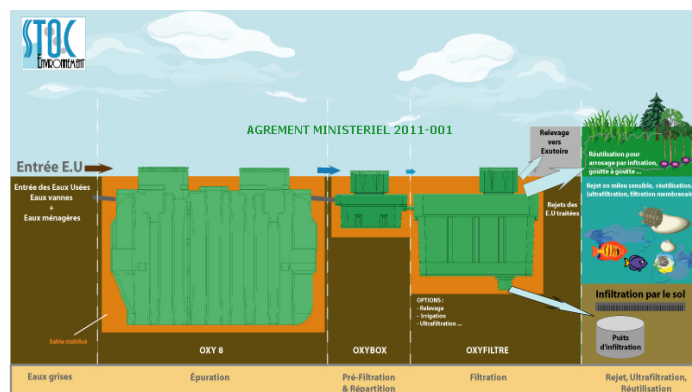 STOC
ENVIRONNEMENT
AGREMENT MINISTERIEL 2011-001
Relevage
vers
Exutoire
Réutilisation pour
arrosage par infitration,
goutte à goutte ...
Entrée E.U
Entrée des Eaux Usées
Eaux vannes
+
Eaux ménagères
Rejets des
E.U traitées
Rejet en milieu sensible, réutilisation.
(ultrafiltration, filtration membranaire
Infiltration par le sol
Puits
d'infiltration
OPTIONS :
- Relevage
- Irrigation
- Ultrafiltration ...
Sable stabilisé
OXY 8
OXYBOX
OXYFILTRE
Eaux grises
Épuration
Pré-Filtration
& Répartition
Filtration
Rejet, Ultrafiltration,
Réutilisation